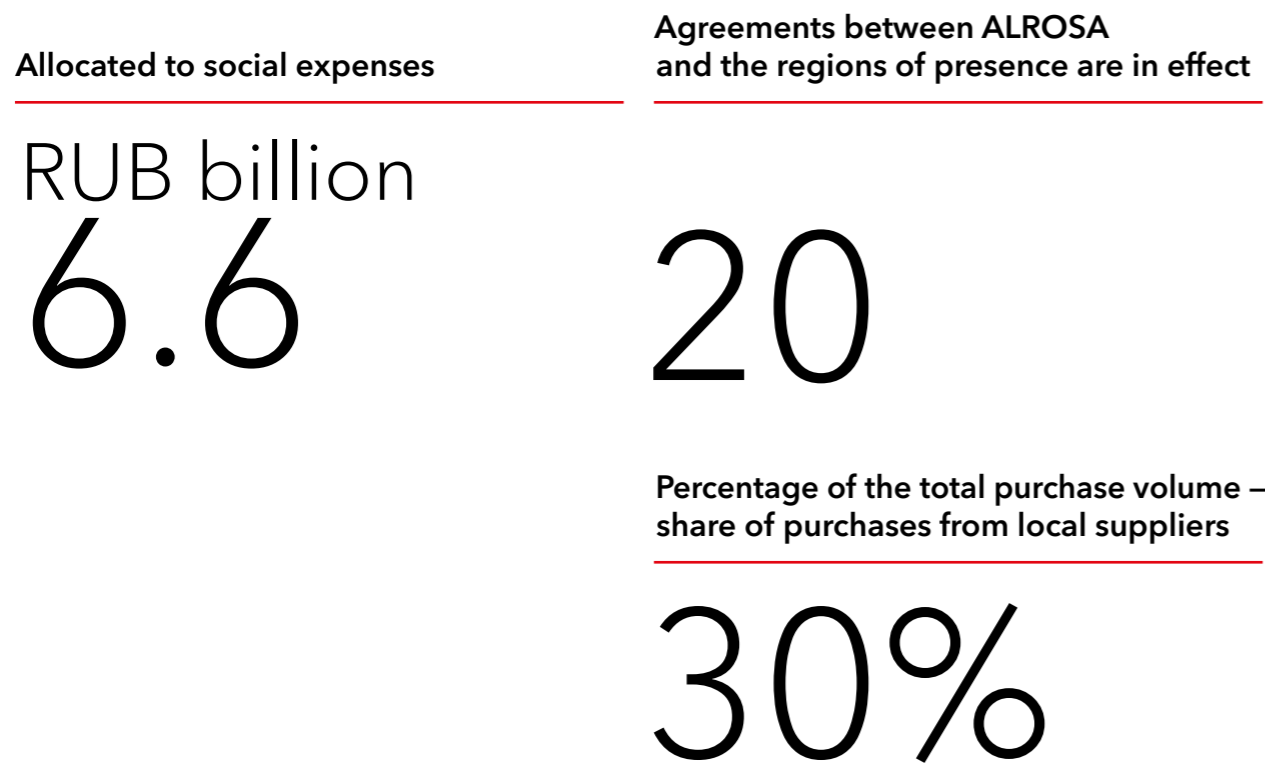 Allocated to social expenses
RUB billion
6.6
Agreements between ALROSA
and the regions of presence are in effect
20
Percentage of the total purchase volume –
share of purchases from local suppliers
30%